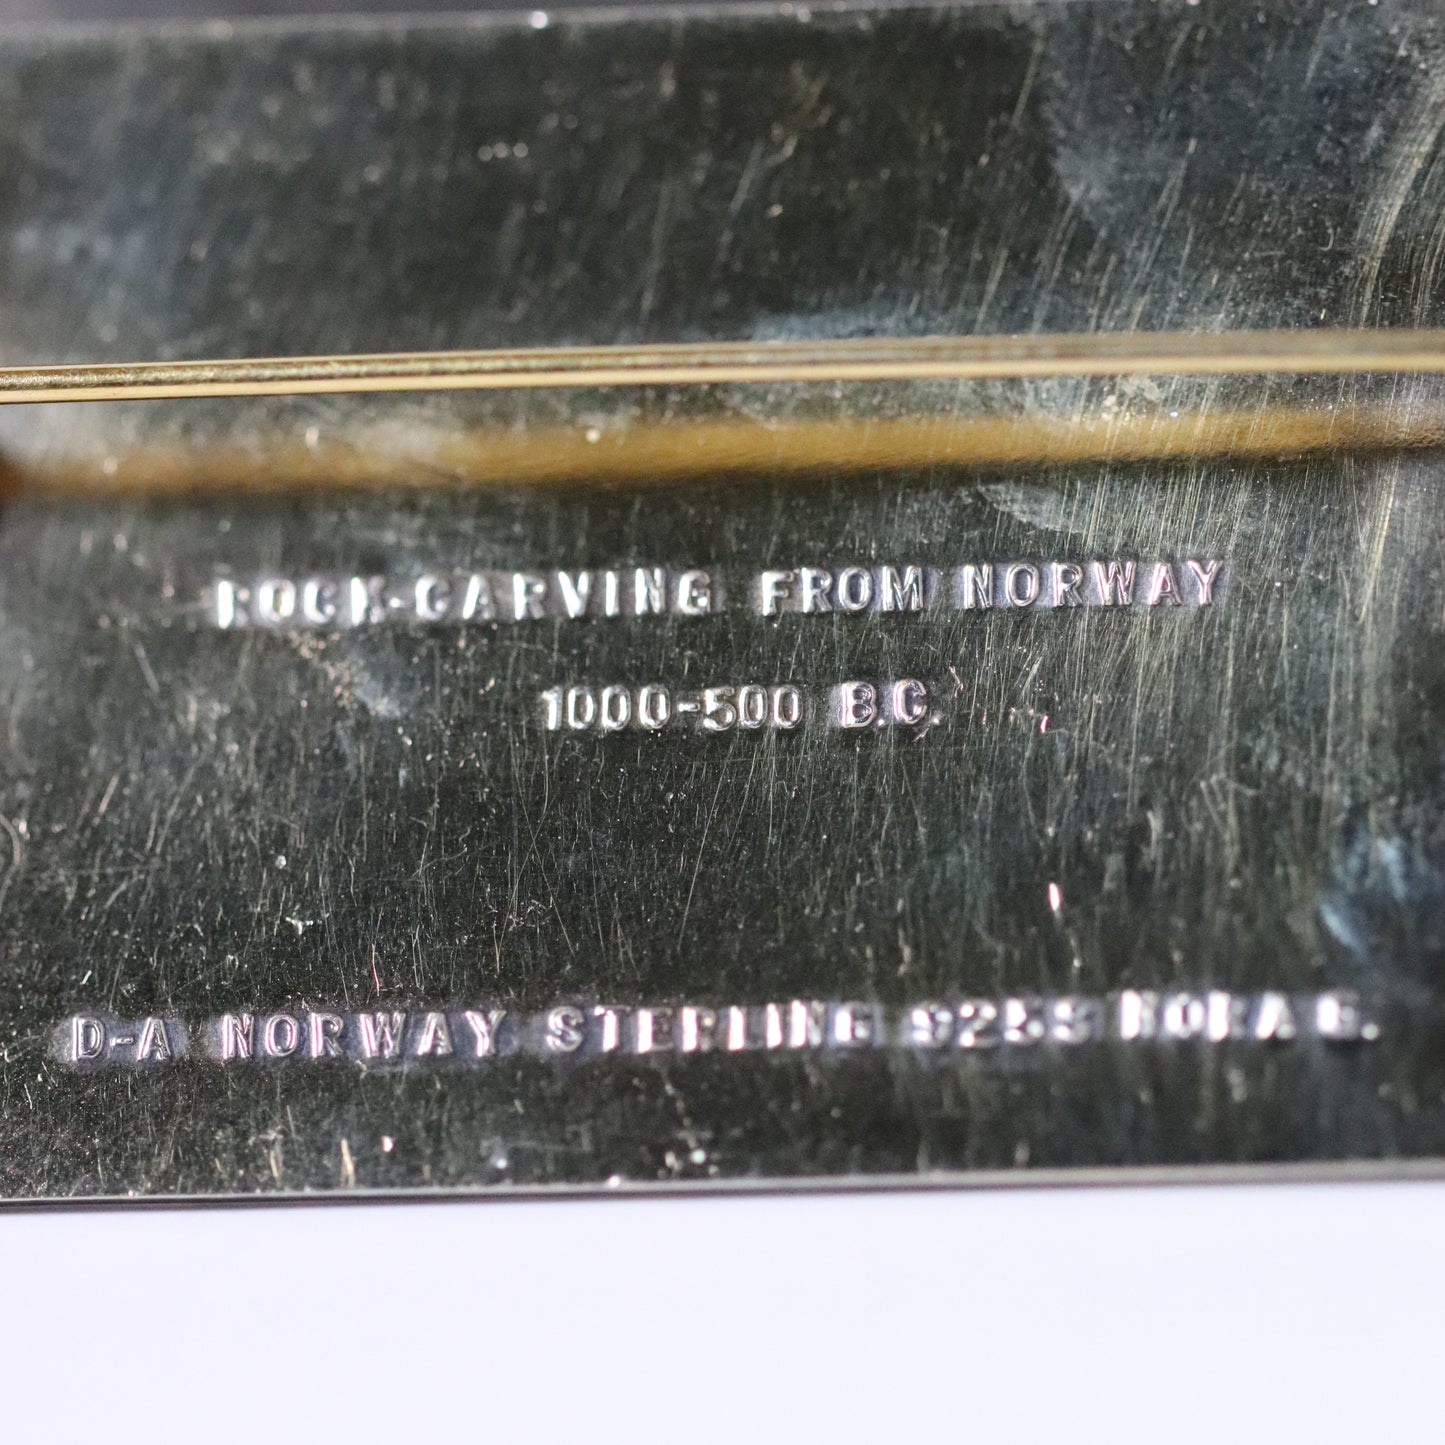 ROCK-CARVING FROM NORWAY
1000-500 B.C.
D-A NORWAY STERLING 925S NORA G.